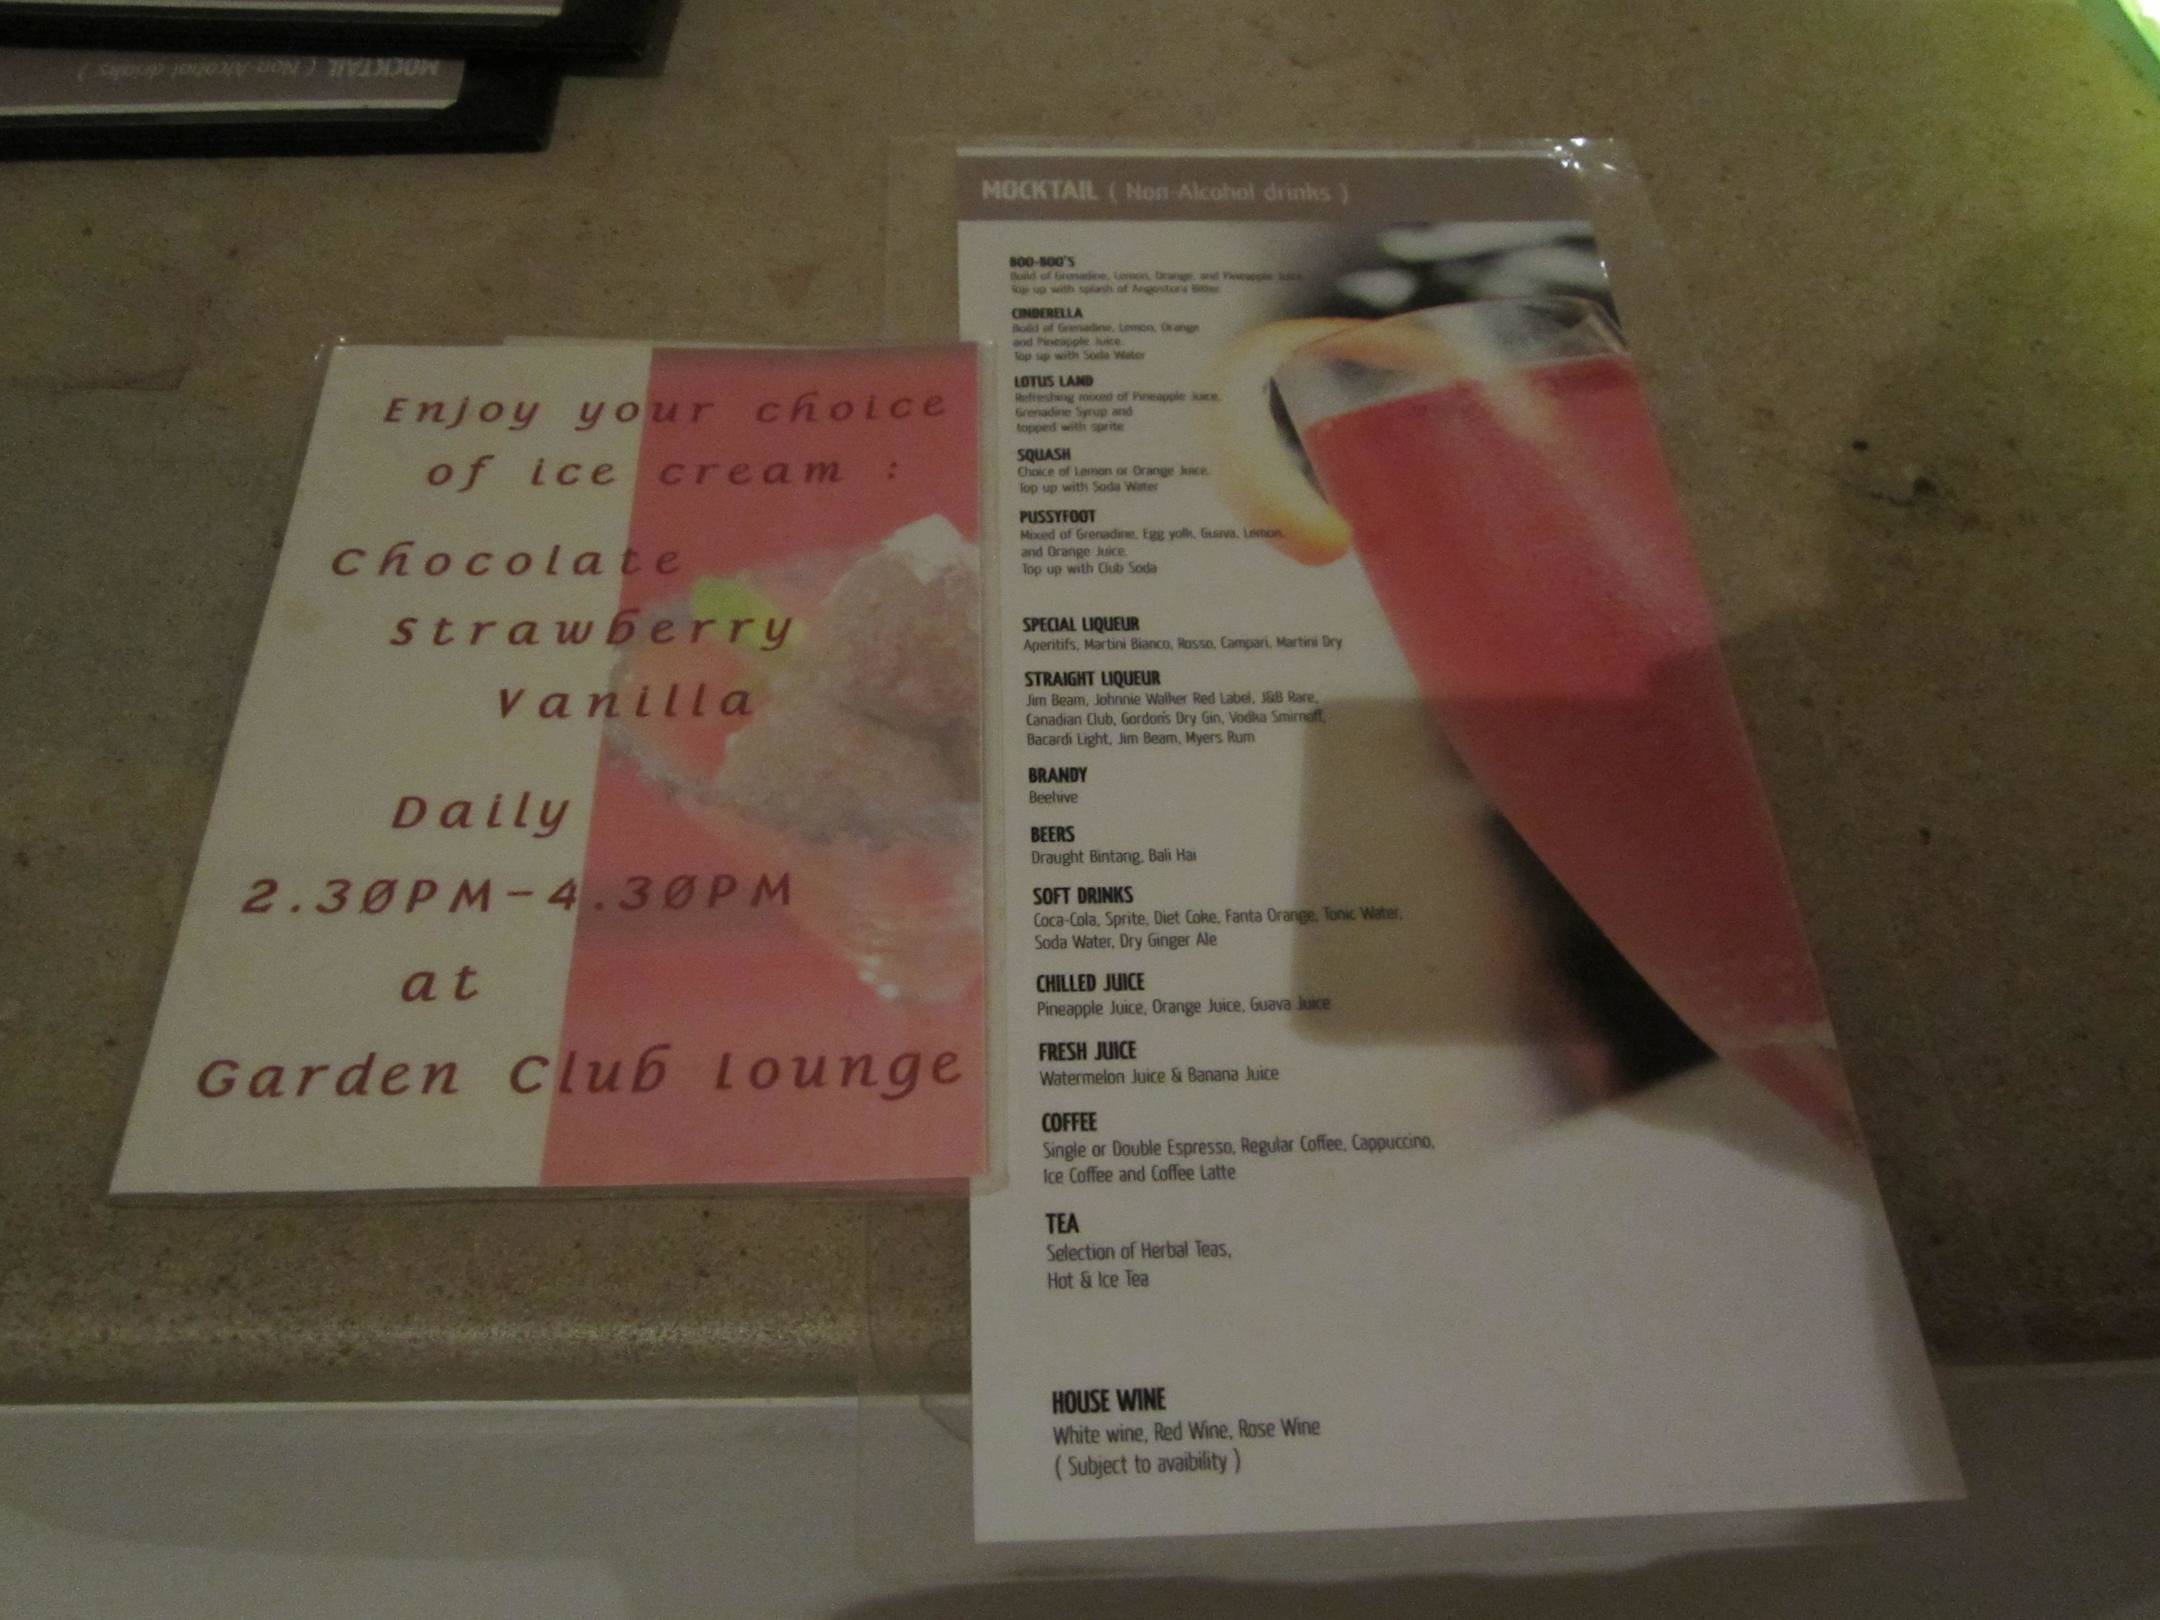 MOCKTAIL ( Non-Alcohol drinks )
Enjoy your choice
of ice cream :
Chocolate
Strawberry
Vanilla
Daily
2.30PM-4.30PM
at
Garden Club Lounge
MOCKTAIL ( Non-Alcohol drinks )
BOO-BOO'S
Build of Grenadine, Lemon, Orange, and Pineapple Juice.
Top up with splash of Angostura Bitter.
CINDERELLA
Build of Grenadine, Lemon, Orange
and Pineapple Juice.
Top up with Soda Water
LOTUS LAND
Refreshing mixed of Pineapple Juice,
Grenadine Syrup and
topped with sprite
SQUASH
Choice of Lemon or Orange Juice.
Top up with Soda Water
PUSSYFOOT
Mixed of Grenadine, Egg yolk, Guava, Lemon,
and Orange Juice.
Top up with Club Soda
SPECIAL LIQUEUR
Aperitifs, Martini Bianco, Rosso, Campari, Martini Dry
STRAIGHT LIQUEUR
Jim Beam, Johnnie Walker Red Label, J&B Rare,
Canadian Club, Gordon's Dry Gin, Vodka Smirnoff,
Bacardi Light, Jim Beam, Myers Rum
BRANDY
Beehive
BEERS
Draught Bintang, Bali Hai
SOFT DRINKS
Coca-Cola, Sprite, Diet Coke, Fanta Orange, Tonic Water,
Soda Water, Dry Ginger Ale
CHILLED JUICE
Pineapple Juice, Orange Juice, Guava Juice
FRESH JUICE
Watermelon Juice & Banana Juice
COFFEE
Single or Double Espresso, Regular Coffee, Cappuccino,
Ice Coffee and Coffee Latte
TEA
Selection of Herbal Teas,
Hot & Ice Tea
HOUSE WINE
White wine, Red Wine, Rose Wine
( Subject to avaibility )